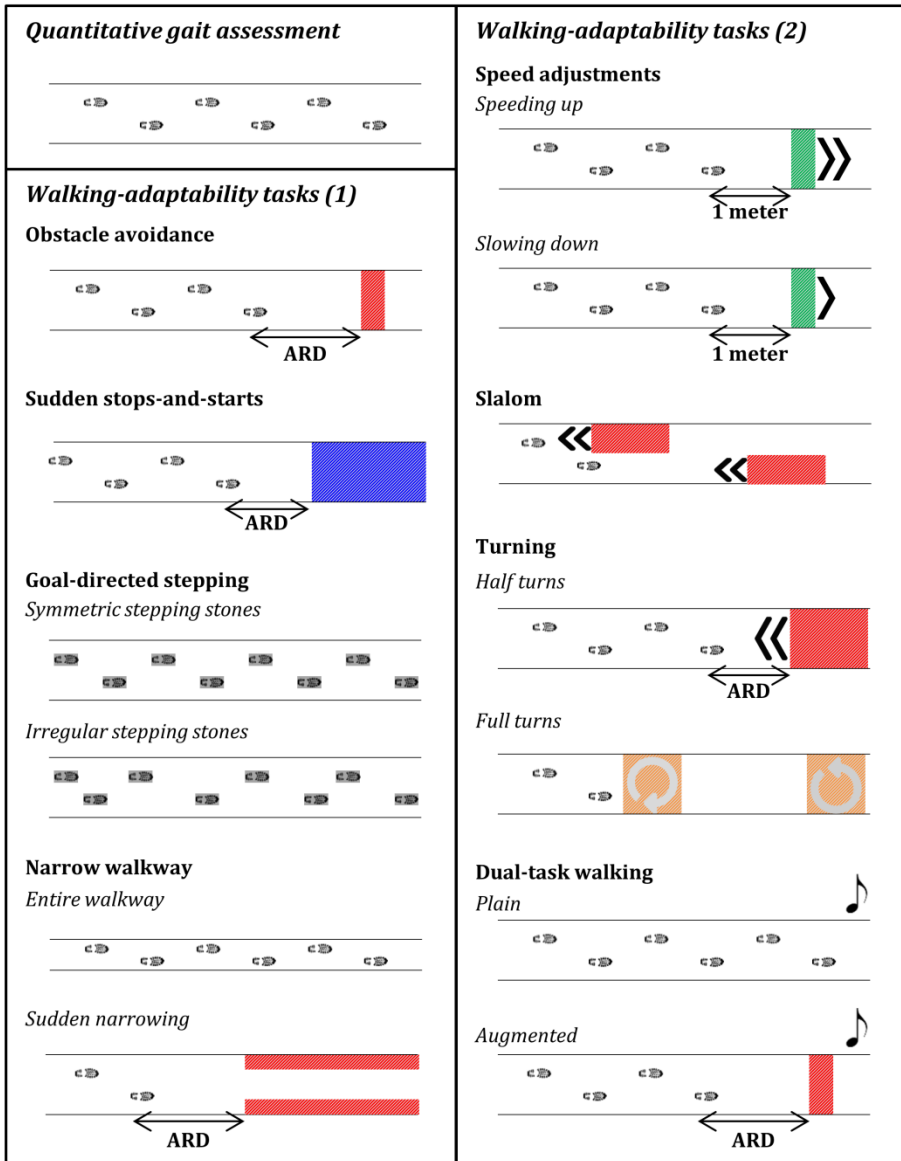 Quantitative gait assessment
Walking-adaptability tasks (1)
Obstacle avoidance
ARD
Sudden stops-and-starts
ARD
Goal-directed stepping
Symmetric stepping stones
Irregular stepping stones
Narrow walkway
Entire walkway
Sudden narrowing
ARD
Walking-adaptability tasks (2)
Speed adjustments
Speeding up
1 meter
Slowing down
1 meter
Slalom
Turning
Half turns
ARD
Full turns
Dual-task walking
Plain
Augmented
ARD